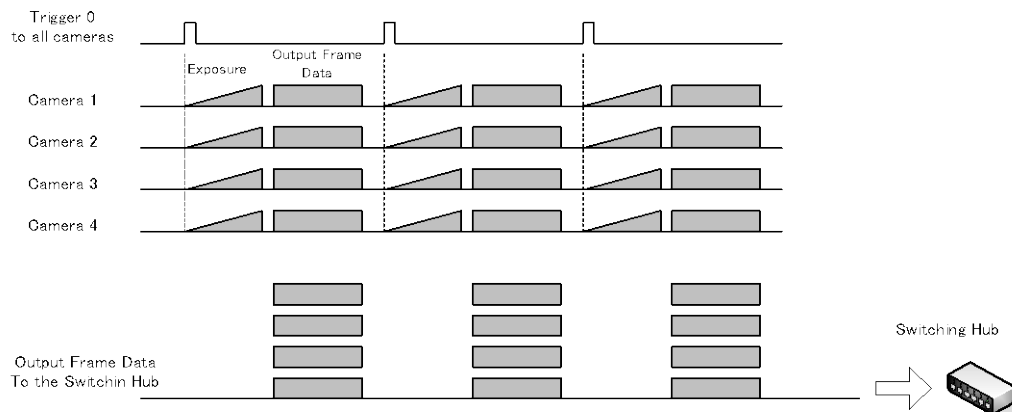 Trigger 0
to all cameras
Exposure
Output Frame
Data
Camera 1
Camera 2
Camera 3
Camera 4
Switching Hub
Output Frame Data
To the Switchin Hub